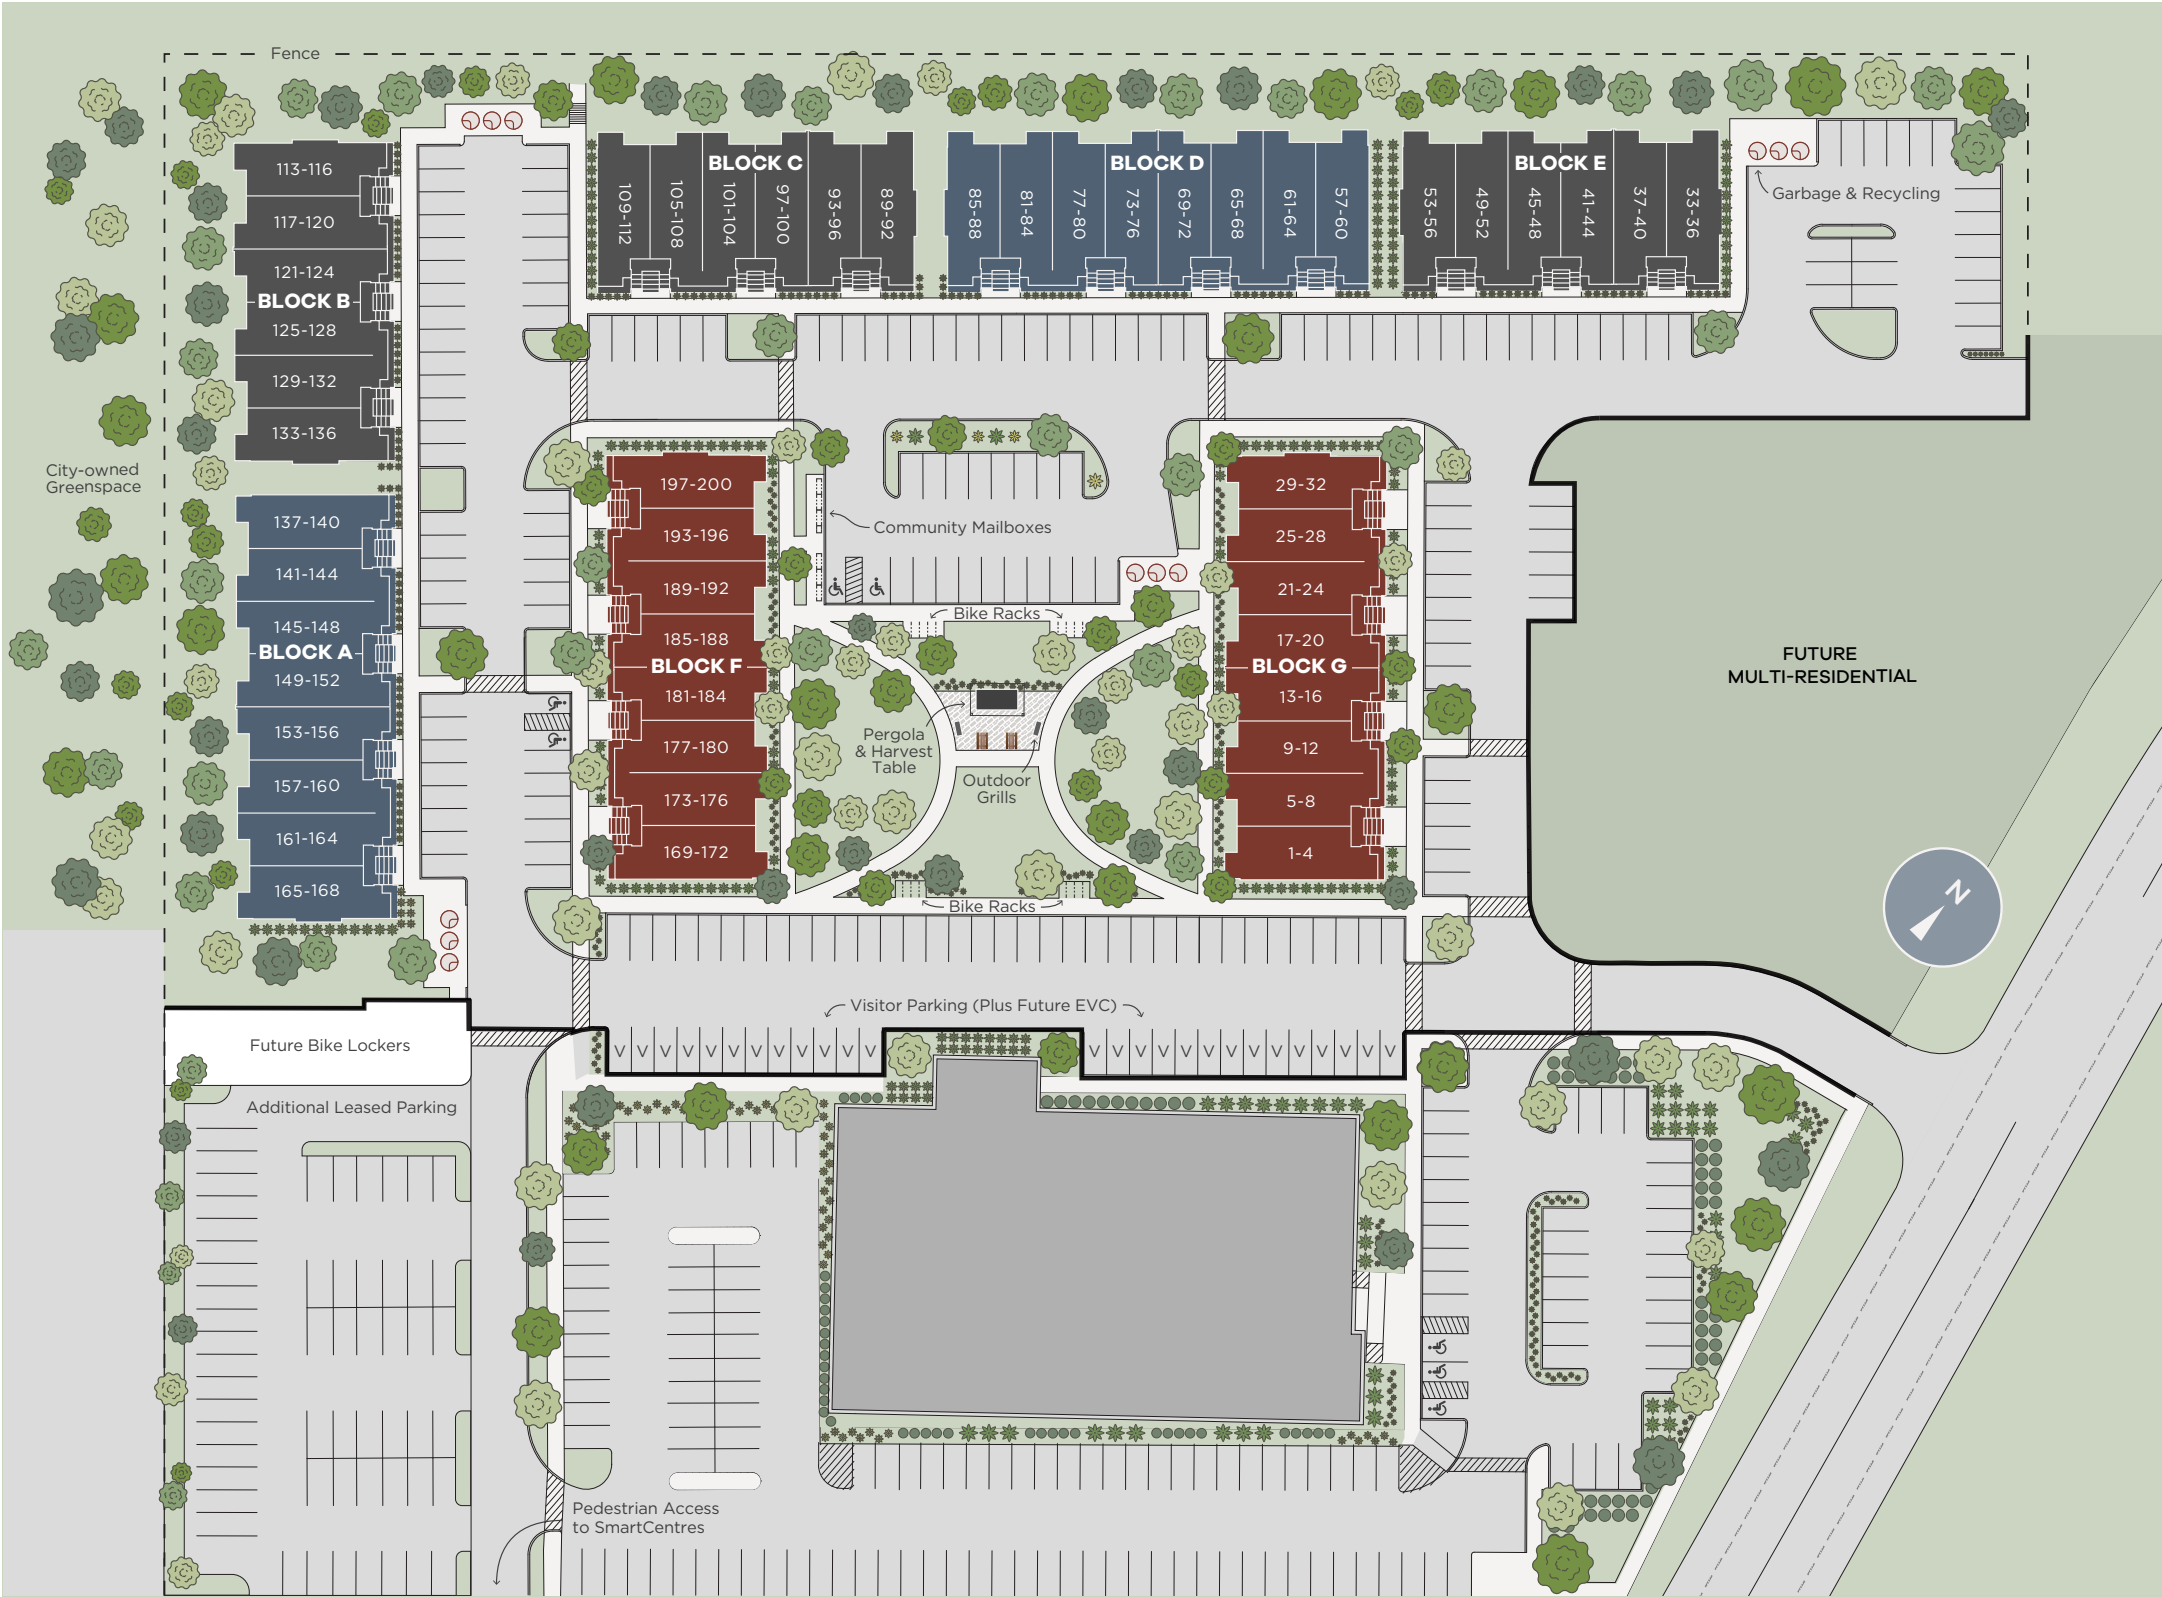 Fence
BLOCK C
109-112
105-108
101-104
97-100
93-96
89-92
BLOCK D
85-88
81-84
77-80
73-76
69-72
65-68
61-64
57-60
BLOCK E
53-56
49-52
45-48
41-44
37-40
33-36
Garbage & Recycling
113-116
117-120
121-124
BLOCK B
125-128
129-132
133-136
City-owned
Greenspace
137-140
141-144
145-148
BLOCK A
149-152
153-156
157-160
161-164
165-168
197-200
193-196
189-192
185-188
BLOCK F
181-184
177-180
173-176
169-172
Community Mailboxes
Bike Racks
Pergola
& Harvest
Table
Outdoor
Grills
Bike Racks
29-32
25-28
21-24
17-20
BLOCK G
13-16
9-12
5-8
1-4
FUTURE
MULTI-RESIDENTIAL
N
Visitor Parking (Plus Future EVC)
V V V V V V V V V V V V V V
V V V V V V V V V V V V V V
Future Bike Lockers
Additional Leased Parking
Pedestrian Access
to SmartCentres